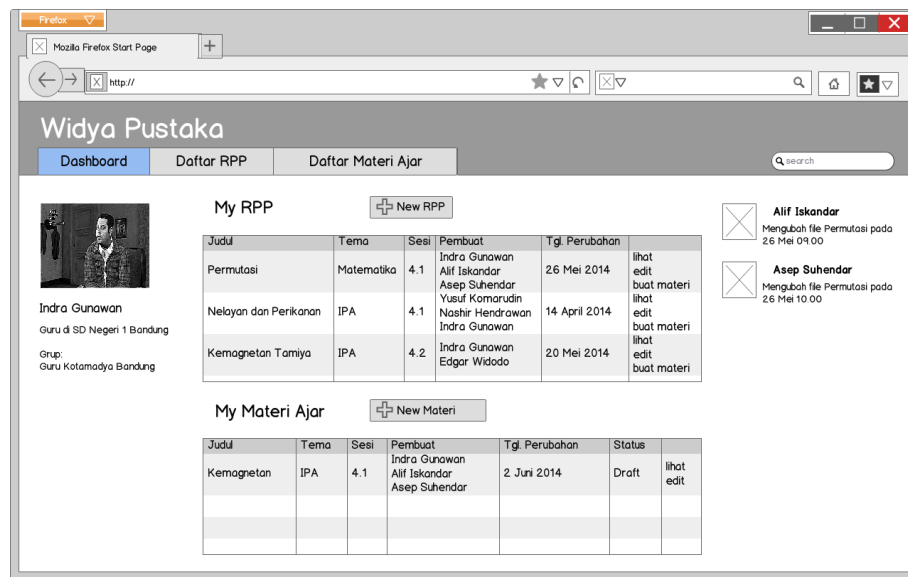 Firefox
Mozilla Firefox Start Page
http://
Widya Pustaka
Dashboard Daftar RPP Daftar Materi Ajar
search
Indra Gunawan
Guru di SD Negeri 1 Bandung
Grup:
Guru Kotamadya Bandung
My RPP
New RPP
Judul Tema Sesi Pembuat Tgl. Perubahan
Permutasi Matematika 4.1 Indra Gunawan Alif Iskandar Asep Suhendar 26 Mei 2014 lihat edit buat materi
Nelayan dan Perikanan IPA 4.1 Yusuf Komarudin Nashir Hendrawan Indra Gunawan 14 April 2014 lihat edit buat materi
Kemagnetan Tamiya IPA 4.2 Indra Gunawan Edgar Widodo 20 Mei 2014 lihat edit buat materi
My Materi Ajar
New Materi
Judul Tema Sesi Pembuat Tgl. Perubahan Status
Kemagnetan IPA 4.1 Indra Gunawan Alif Iskandar Asep Suhendar 2 Juni 2014 Draft lihat edit
Alif Iskandar
Mengubah file Permutasi pada
26 Mei 09.00
Asep Suhendar
Mengubah file Permutasi pada
26 Mei 10.00